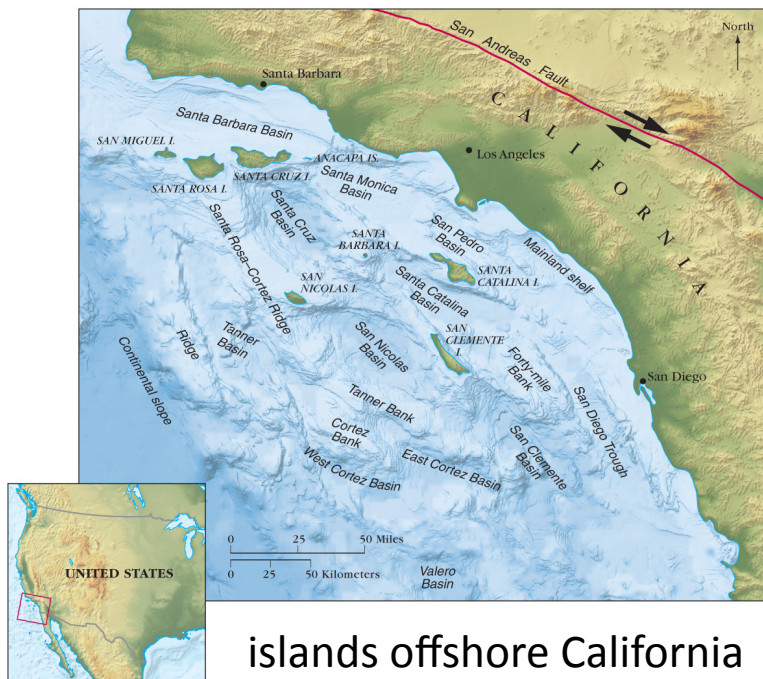 North
San Andreas Fault
Santa Barbara
CALIFORNIA
Santa Barbara Basin
SAN MIGUEL I.
ANACAPA IS.
Los Angeles
SANTA ROSA I.
SANTA CRUZ I.
Santa Monica
Basin
Santa Cruz
Basin
Santa Rosa–Cortez Ridge
SANTA
BARBARA I.
San Pedro
Basin
Mainland shelf
SAN
NICOLAS I.
Santa Catalina
Basin
SANTA
CATALINA I.
Continental slope
Ridge
Tanner
Basin
San Nicolas
Basin
SAN
CLEMENTE
I.
Forty-mile
Bank
San Diego
San Diego Trough
Tanner Bank
Cortez
Bank
West Cortez Basin
East Cortez Basin
San Clemente
Basin
0 25 50 Miles
0 25 50 Kilometers
Valero
Basin
UNITED STATES
islands offshore California